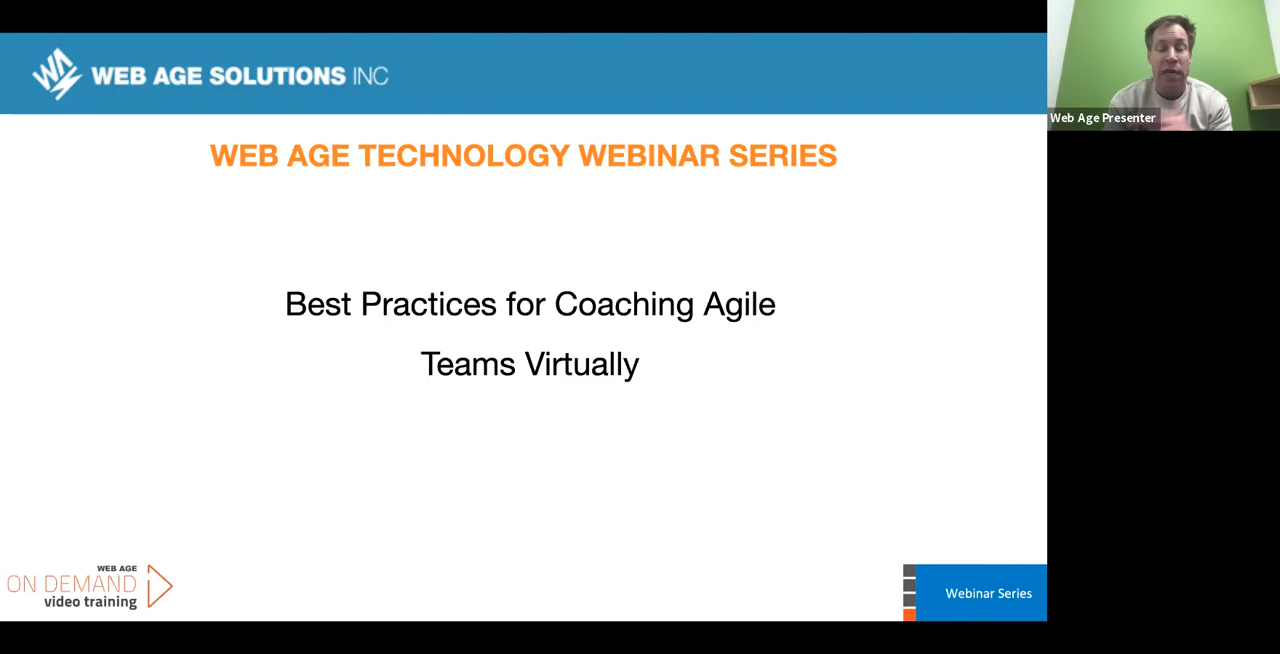 WEB AGE SOLUTIONS INC
Web Age Presenter
WEB AGE TECHNOLOGY WEBINAR SERIES
Best Practices for Coaching Agile
Teams Virtually
WEB AGE
ON DEMAND
video training
Webinar Series